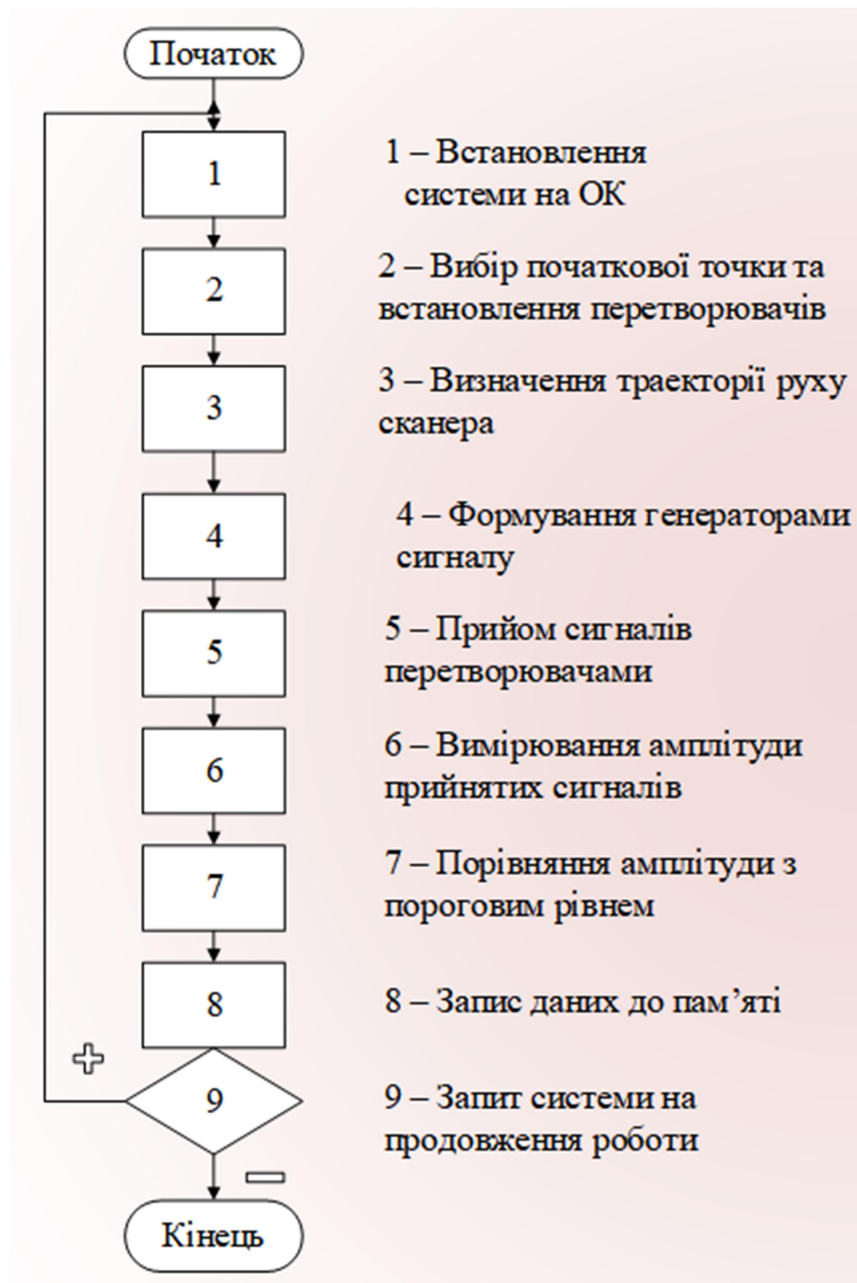 Початок
1
1 – Встановлення
системи на ОК
2
2 – Вибір початкової точки та
встановлення перетворювачів
3
3 – Визначення траекторії руху
сканера
4
4 – Формування генераторами
сигналу
5
5 – Прийом сигналів
перетворювачами
6
6 – Вимірювання амплітуди
прийнятих сигналів
7
7 – Порівняння амплітуди з
пороговим рівнем
8
8 – Запис даних до пам’яті
9
9 – Запит системи на
продовження роботи
Кінець